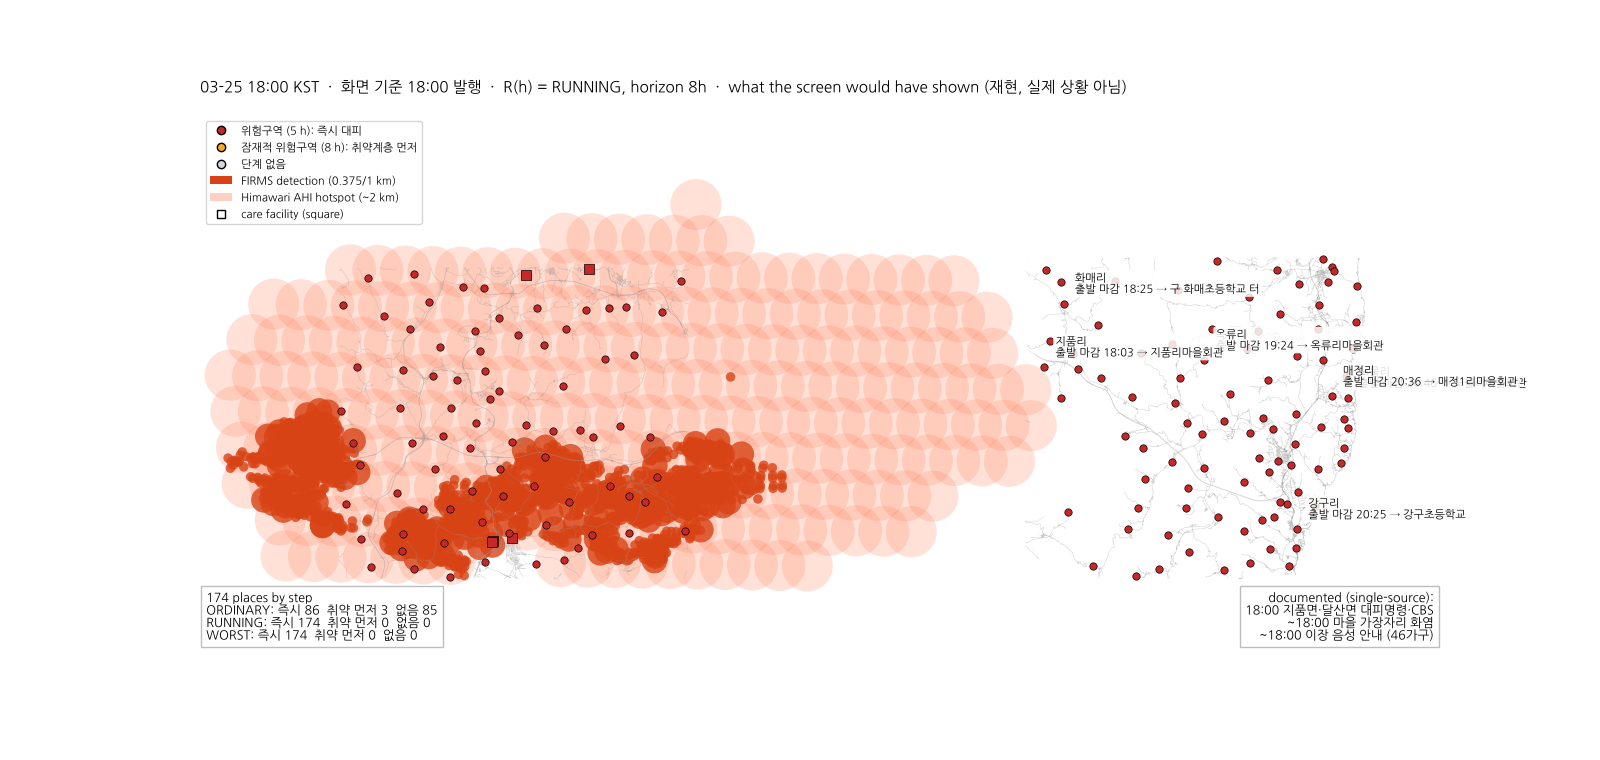 03-25 18:00 KST · 화면 기준 18:00 발행 · R(h) = RUNNING, horizon 8h · what the screen would have shown (재현, 실제 상황 아님)
위험구역 (5 h): 즉시 대피
잠재적 위험구역 (8 h): 취약계층 먼저
단계 없음
FIRMS detection (0.375/1 km)
Himawari AHI hotspot (~2 km)
care facility (square)
화매리
출발 마감 18:25 → 구 화매초등학교 터
옥류리
발 마감 19:24 → 옥류리마을회관
지품리
출발 마감 18:03 → 지품리마을회관
매정리
출발 마감 20:36 → 매정1리마을회관
강구리
출발 마감 20:25 → 강구초등학교
174 places by step
ORDINARY: 즉시 86 취약 먼저 3 없음 85
RUNNING: 즉시 174 취약 먼저 0 없음 0
WORST: 즉시 174 취약 먼저 0 없음 0
documented (single-source):
18:00 지품면·달산면 대피명령·CBS
~18:00 마을 가장자리 화염
~18:00 이장 음성 안내 (46가구)